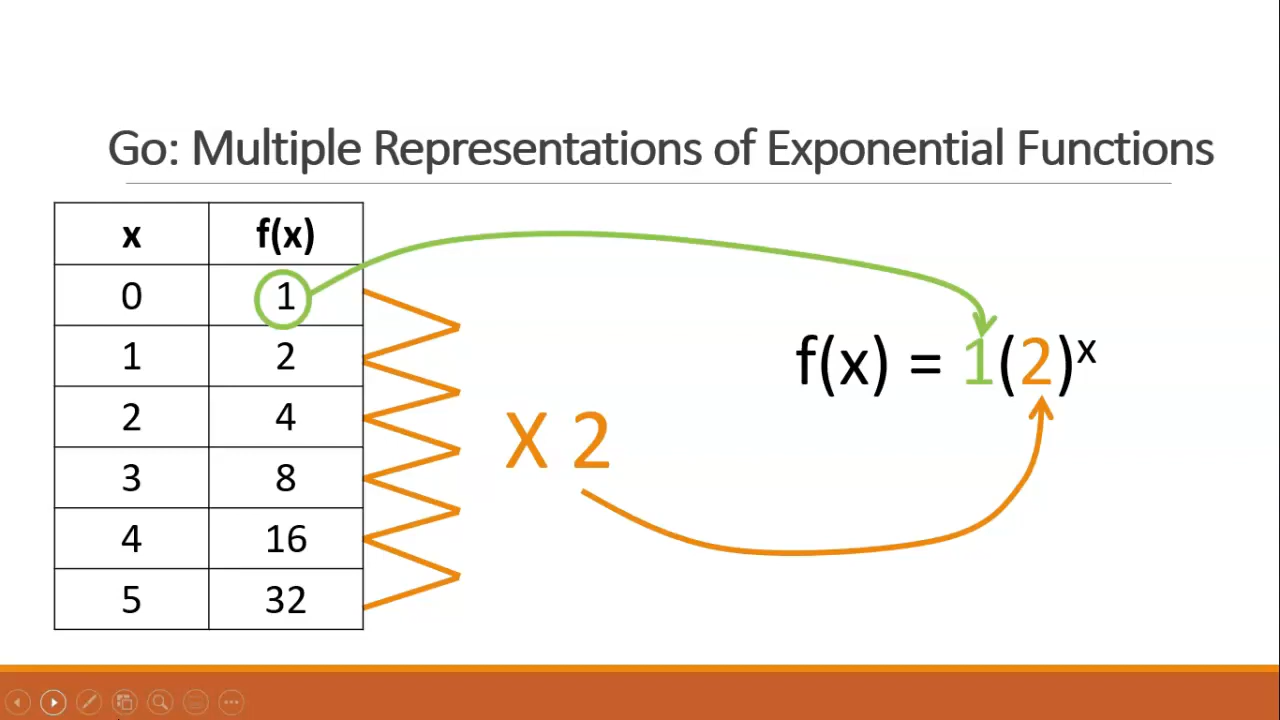 Go: Multiple Representations of Exponential Functions
x f(x)
0 1
1 2
2 4
3 8
4 16
5 32
X 2
f(x) = 1(2)ˣ